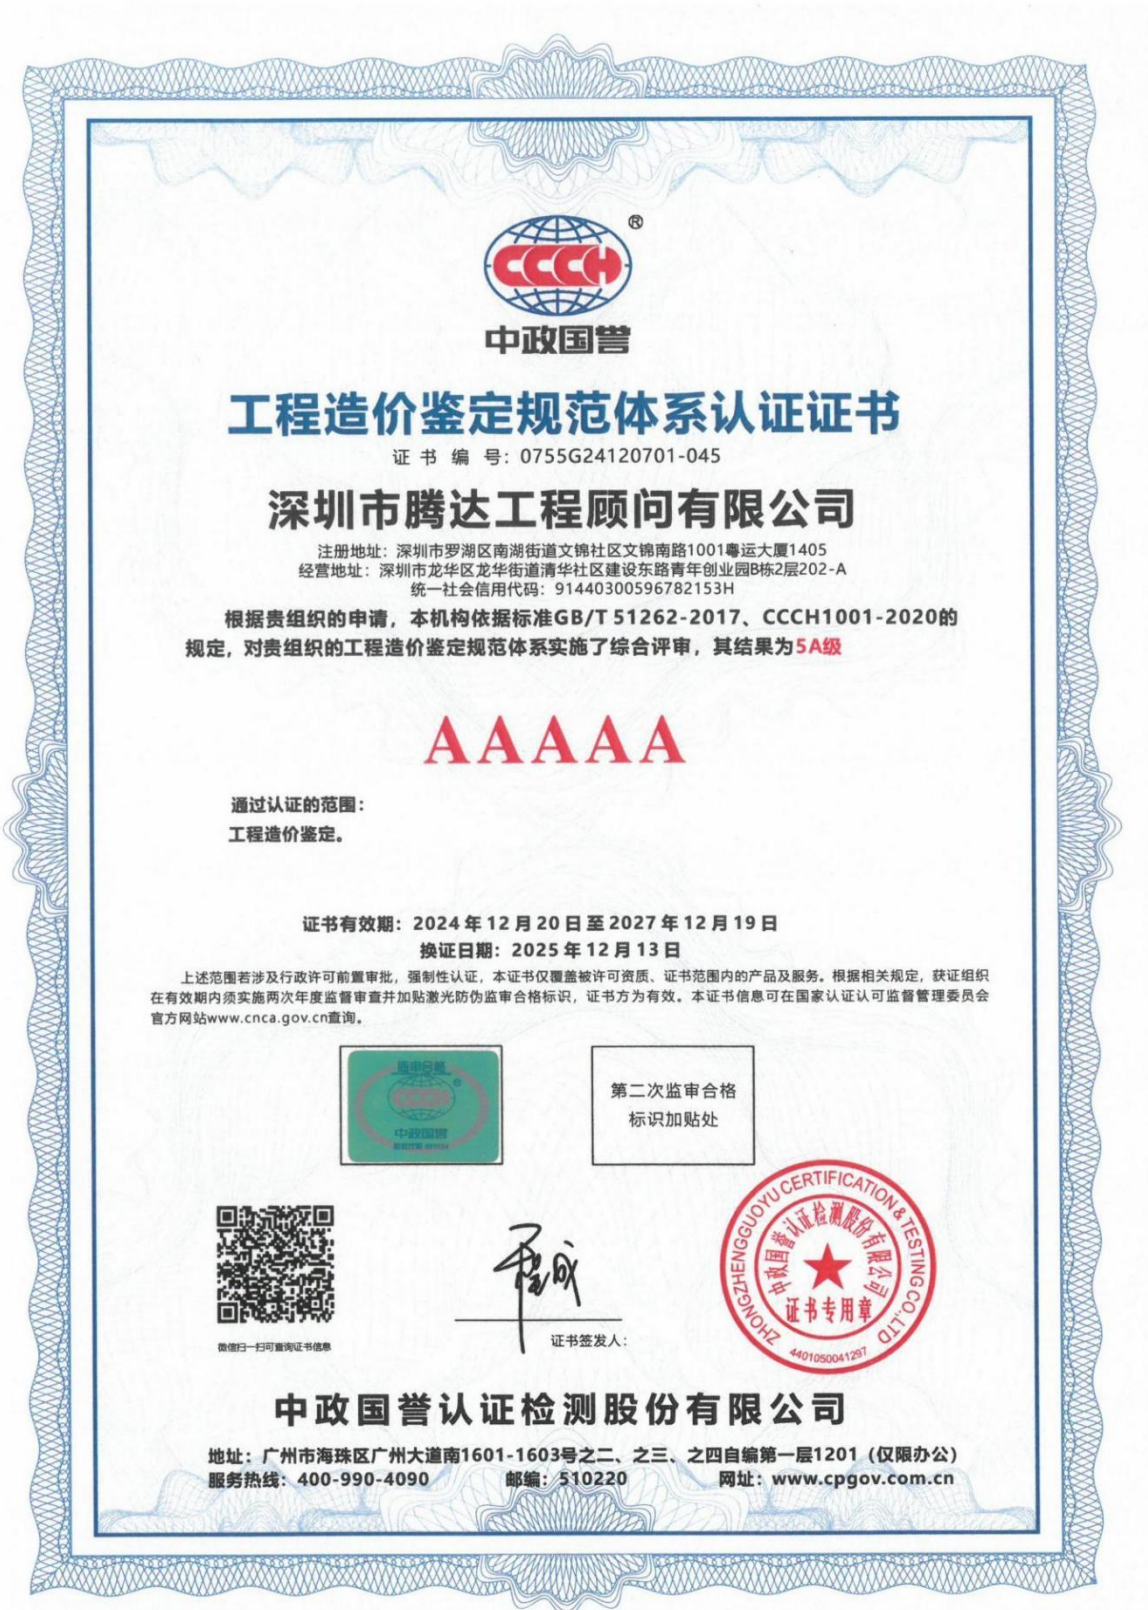 ®
CCCH
中政国誉
工程造价鉴定规范体系认证证书
证 书 编 号：0755G24120701-045
深圳市腾达工程顾问有限公司
注册地址：深圳市罗湖区南湖街道文锦社区文锦南路1001粤运大厦1405
经营地址：深圳市龙华区龙华街道清华社区建设东路青年创业园B栋2层202-A
统一社会信用代码：91440300596782153H
根据贵组织的申请，本机构依据标准GB/T 51262-2017、CCCH1001-2020的
规定，对贵组织的工程造价鉴定规范体系实施了综合评审，其结果为5A级
AAAAA
通过认证的范围：
工程造价鉴定。
证书有效期：2024年12月20日至2027年12月19日
换证日期：2025年12月13日
上述范围若涉及行政许可前置审批，强制性认证，本证书仅覆盖被许可资质、证书范围内的产品及服务。根据相关规定，获证组织
在有效期内须实施两次年度监督审查并加贴激光防伪监审合格标识，证书方为有效。本证书信息可在国家认证认可监督管理委员会
官方网站www.cnca.gov.cn查询。
监审合格
®
CCCH
中政国誉
第二次监审合格
标识加贴处
微信扫一扫可查询证书信息
证书签发人：
ZHONGZHENGGUOYU CERTIFICATION & TESTING CO.,LTD
中政国誉认证检测股份有限公司
证书专用章
4401050041297
中政国誉认证检测股份有限公司
地址：广州市海珠区广州大道南1601-1603号之二、之三、之四自编第一层1201（仅限办公）
服务热线：400-990-4090 邮编：510220 网址：www.cpgov.com.cn